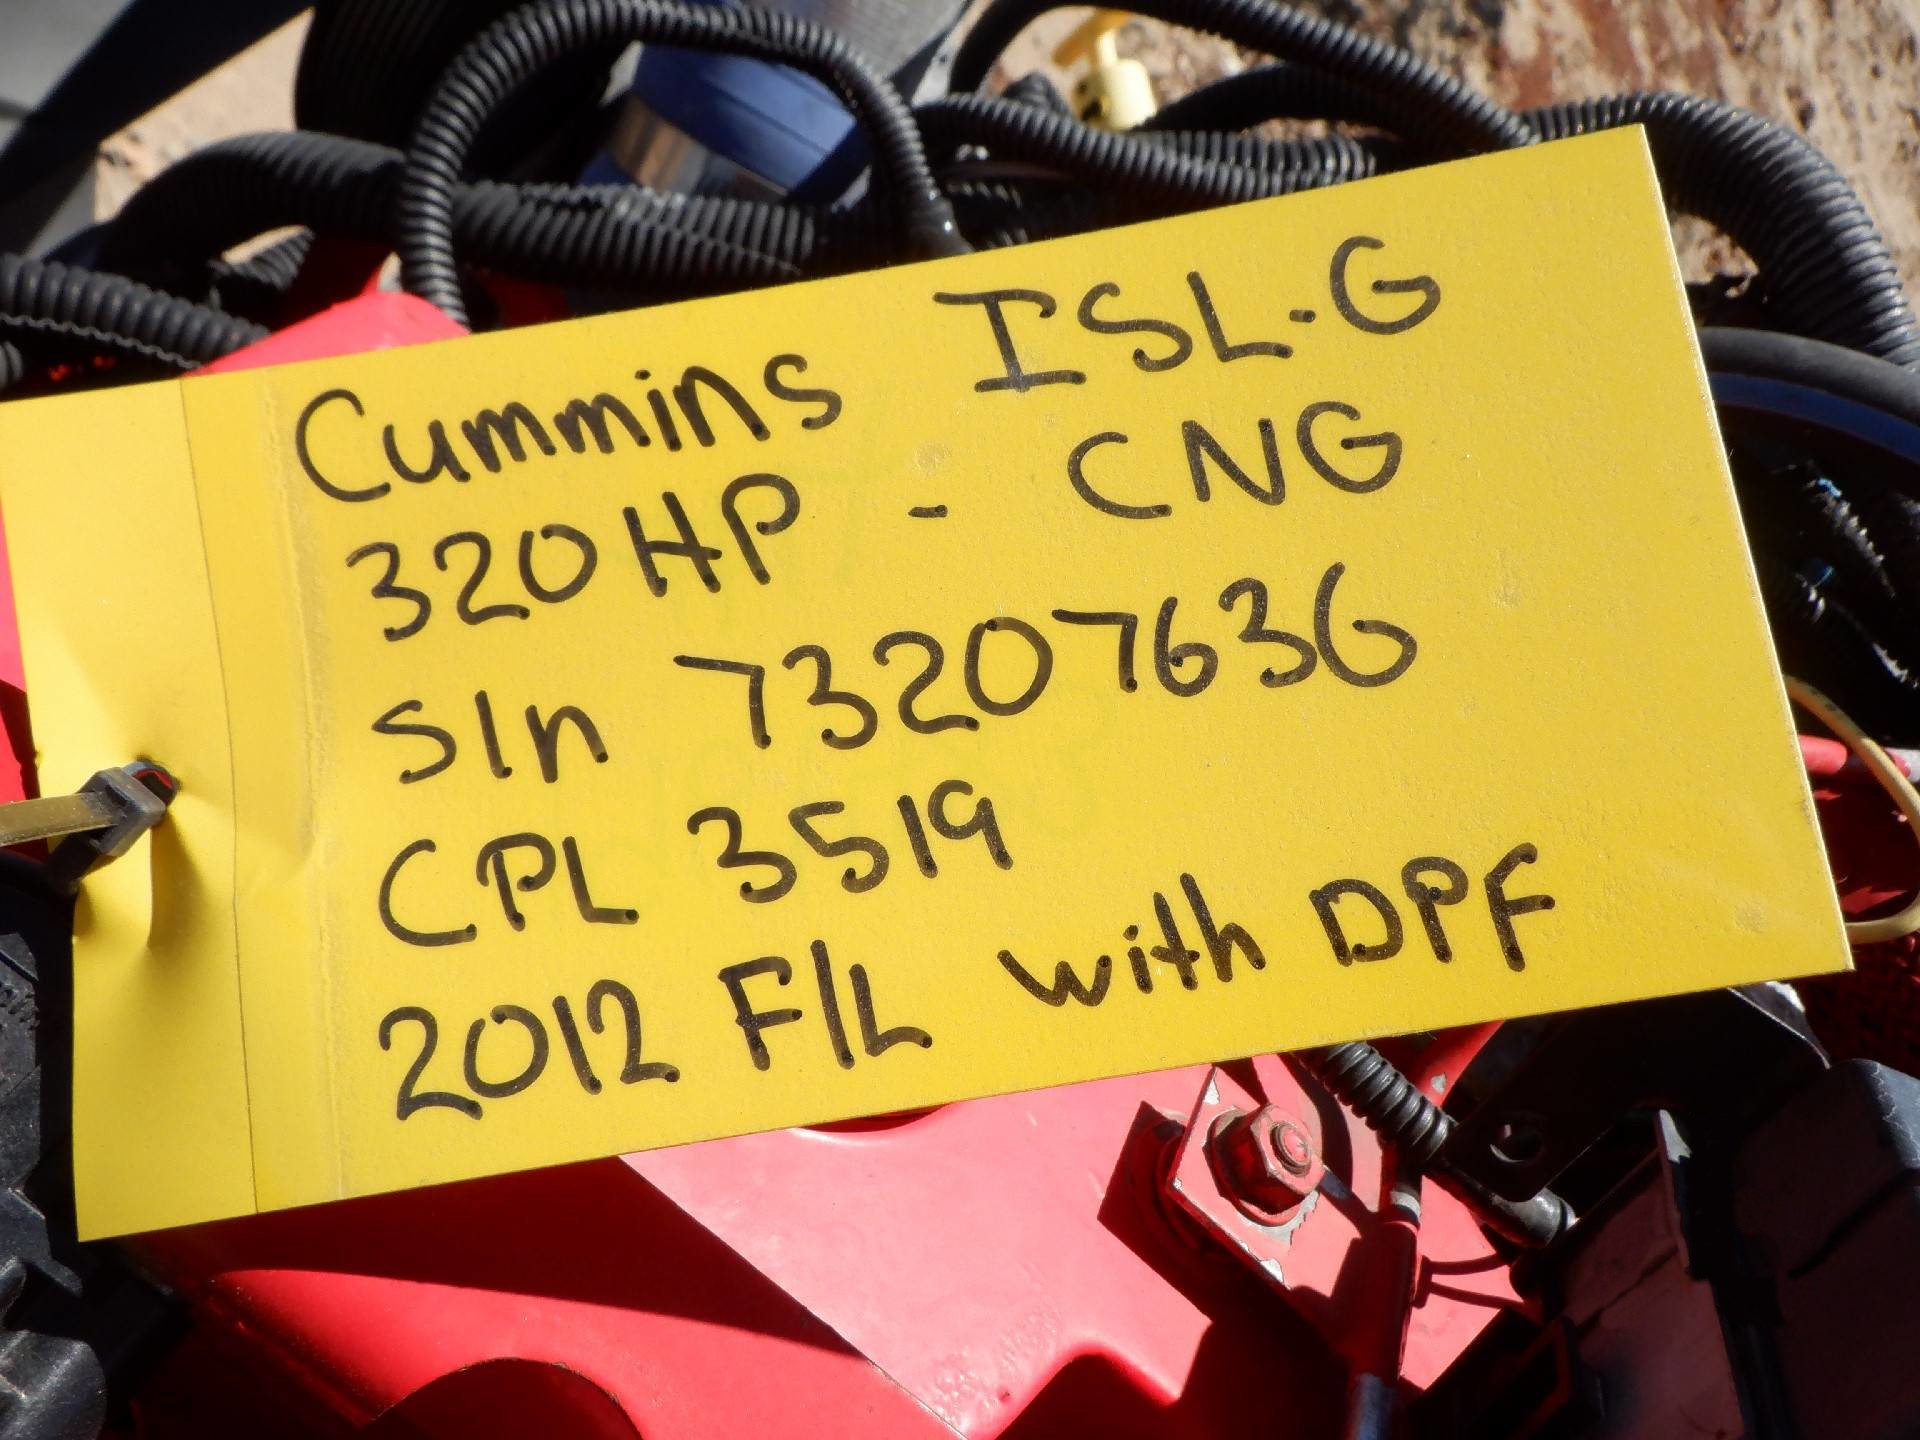 Cummins ISL-G
320HP - CNG
S/n 73207636
CPL 3519
2012 F/L with DPF